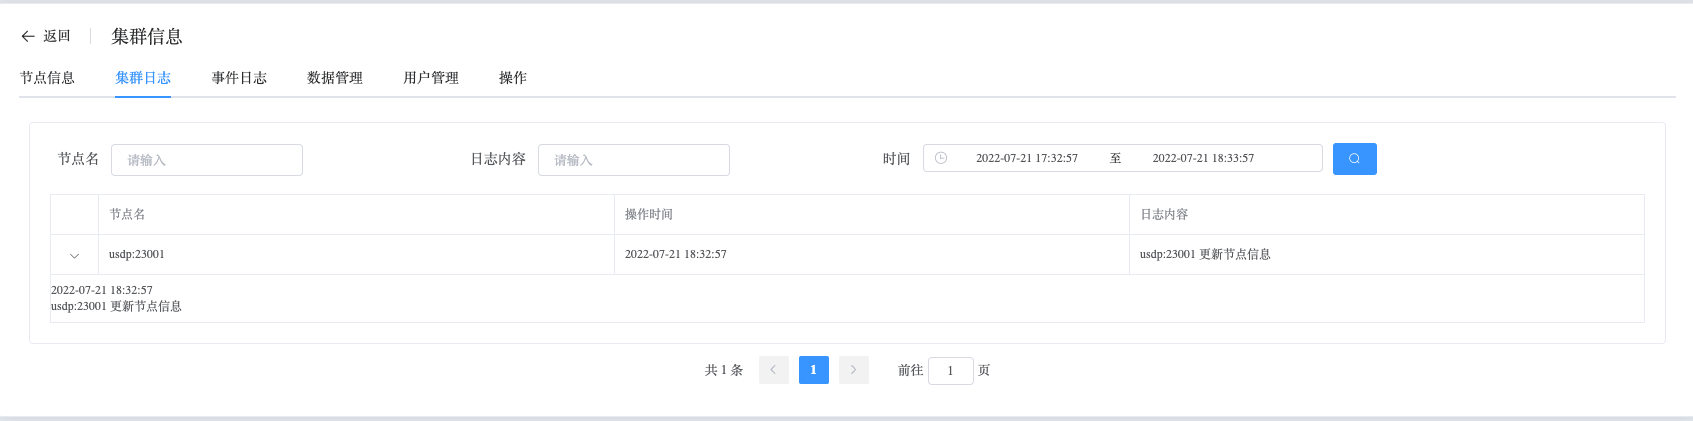 返回 集群信息
节点信息 集群日志 事件日志 数据管理 用户管理 操作
节点名 请输入 日志内容 请输入 时间 2022-07-21 17:32:57 至 2022-07-21 18:33:57
节点名 操作时间 日志内容
usdp:23001 2022-07-21 18:32:57 usdp:23001 更新节点信息
2022-07-21 18:32:57
usdp:23001 更新节点信息
共 1 条 1 前往 1 页